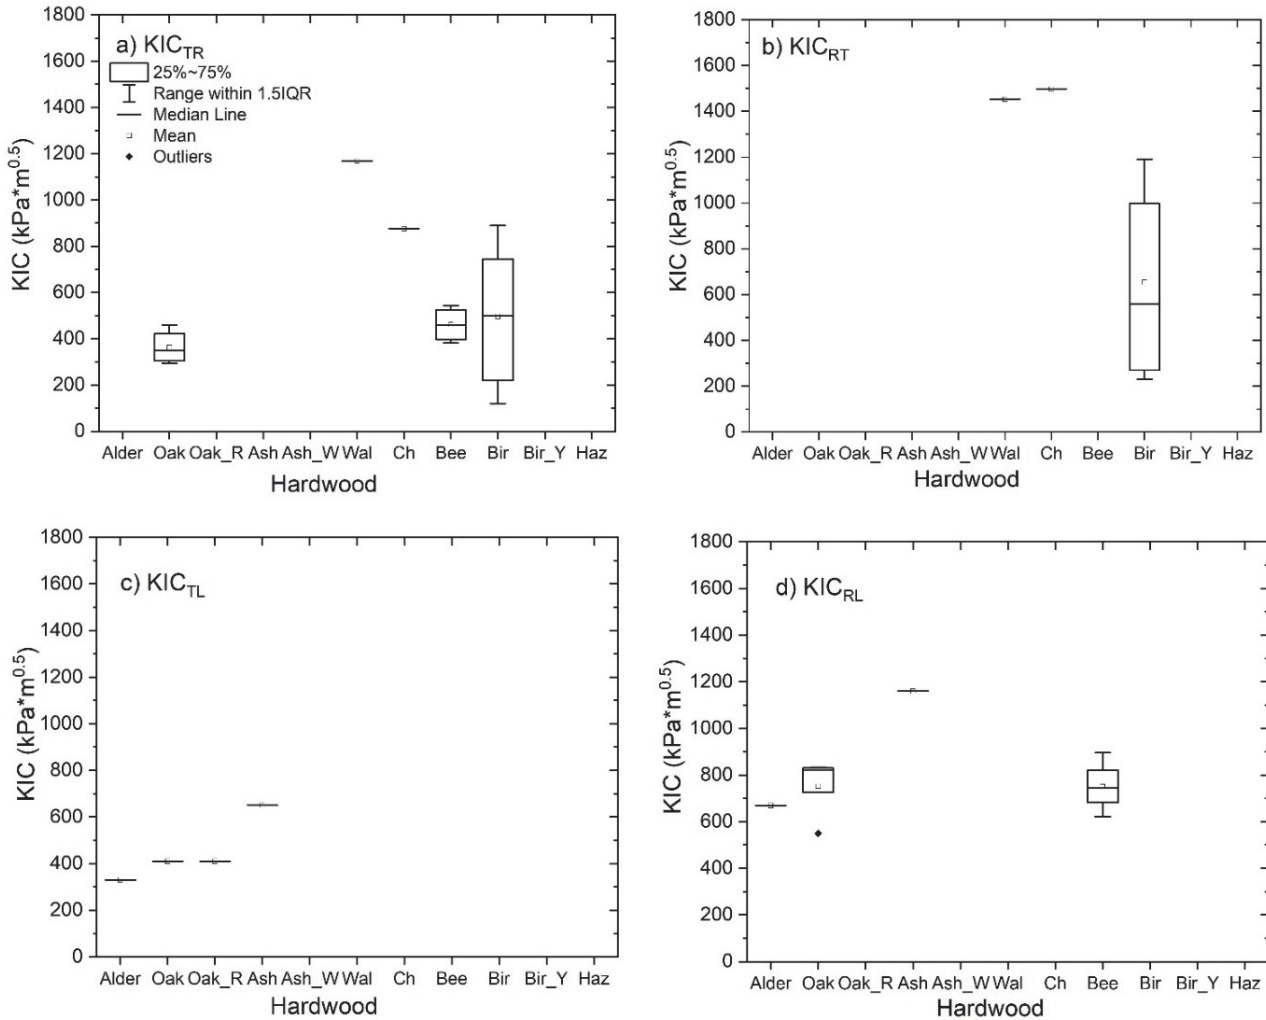 a) KIC_TR
25%~75%
Range within 1.5IQR
Median Line
Mean
Outliers
KIC (kPa*m^0.5)
1800
1600
1400
1200
1000
800
600
400
200
0
Alder Oak Oak_R Ash Ash_W Wal Ch Bee Bir Bir_Y Haz
Hardwood
b) KIC_RT
KIC (kPa*m^0.5)
1800
1600
1400
1200
1000
800
600
400
200
0
Alder Oak Oak_R Ash Ash_W Wal Ch Bee Bir Bir_Y Haz
Hardwood
c) KIC_TL
KIC (kPa*m^0.5)
1800
1600
1400
1200
1000
800
600
400
200
0
Alder Oak Oak_R Ash Ash_W Wal Ch Bee Bir Bir_Y Haz
Hardwood
d) KIC_RL
KIC (kPa*m^0.5)
1800
1600
1400
1200
1000
800
600
400
200
0
Alder Oak Oak_R Ash Ash_W Wal Ch Bee Bir Bir_Y Haz
Hardwood